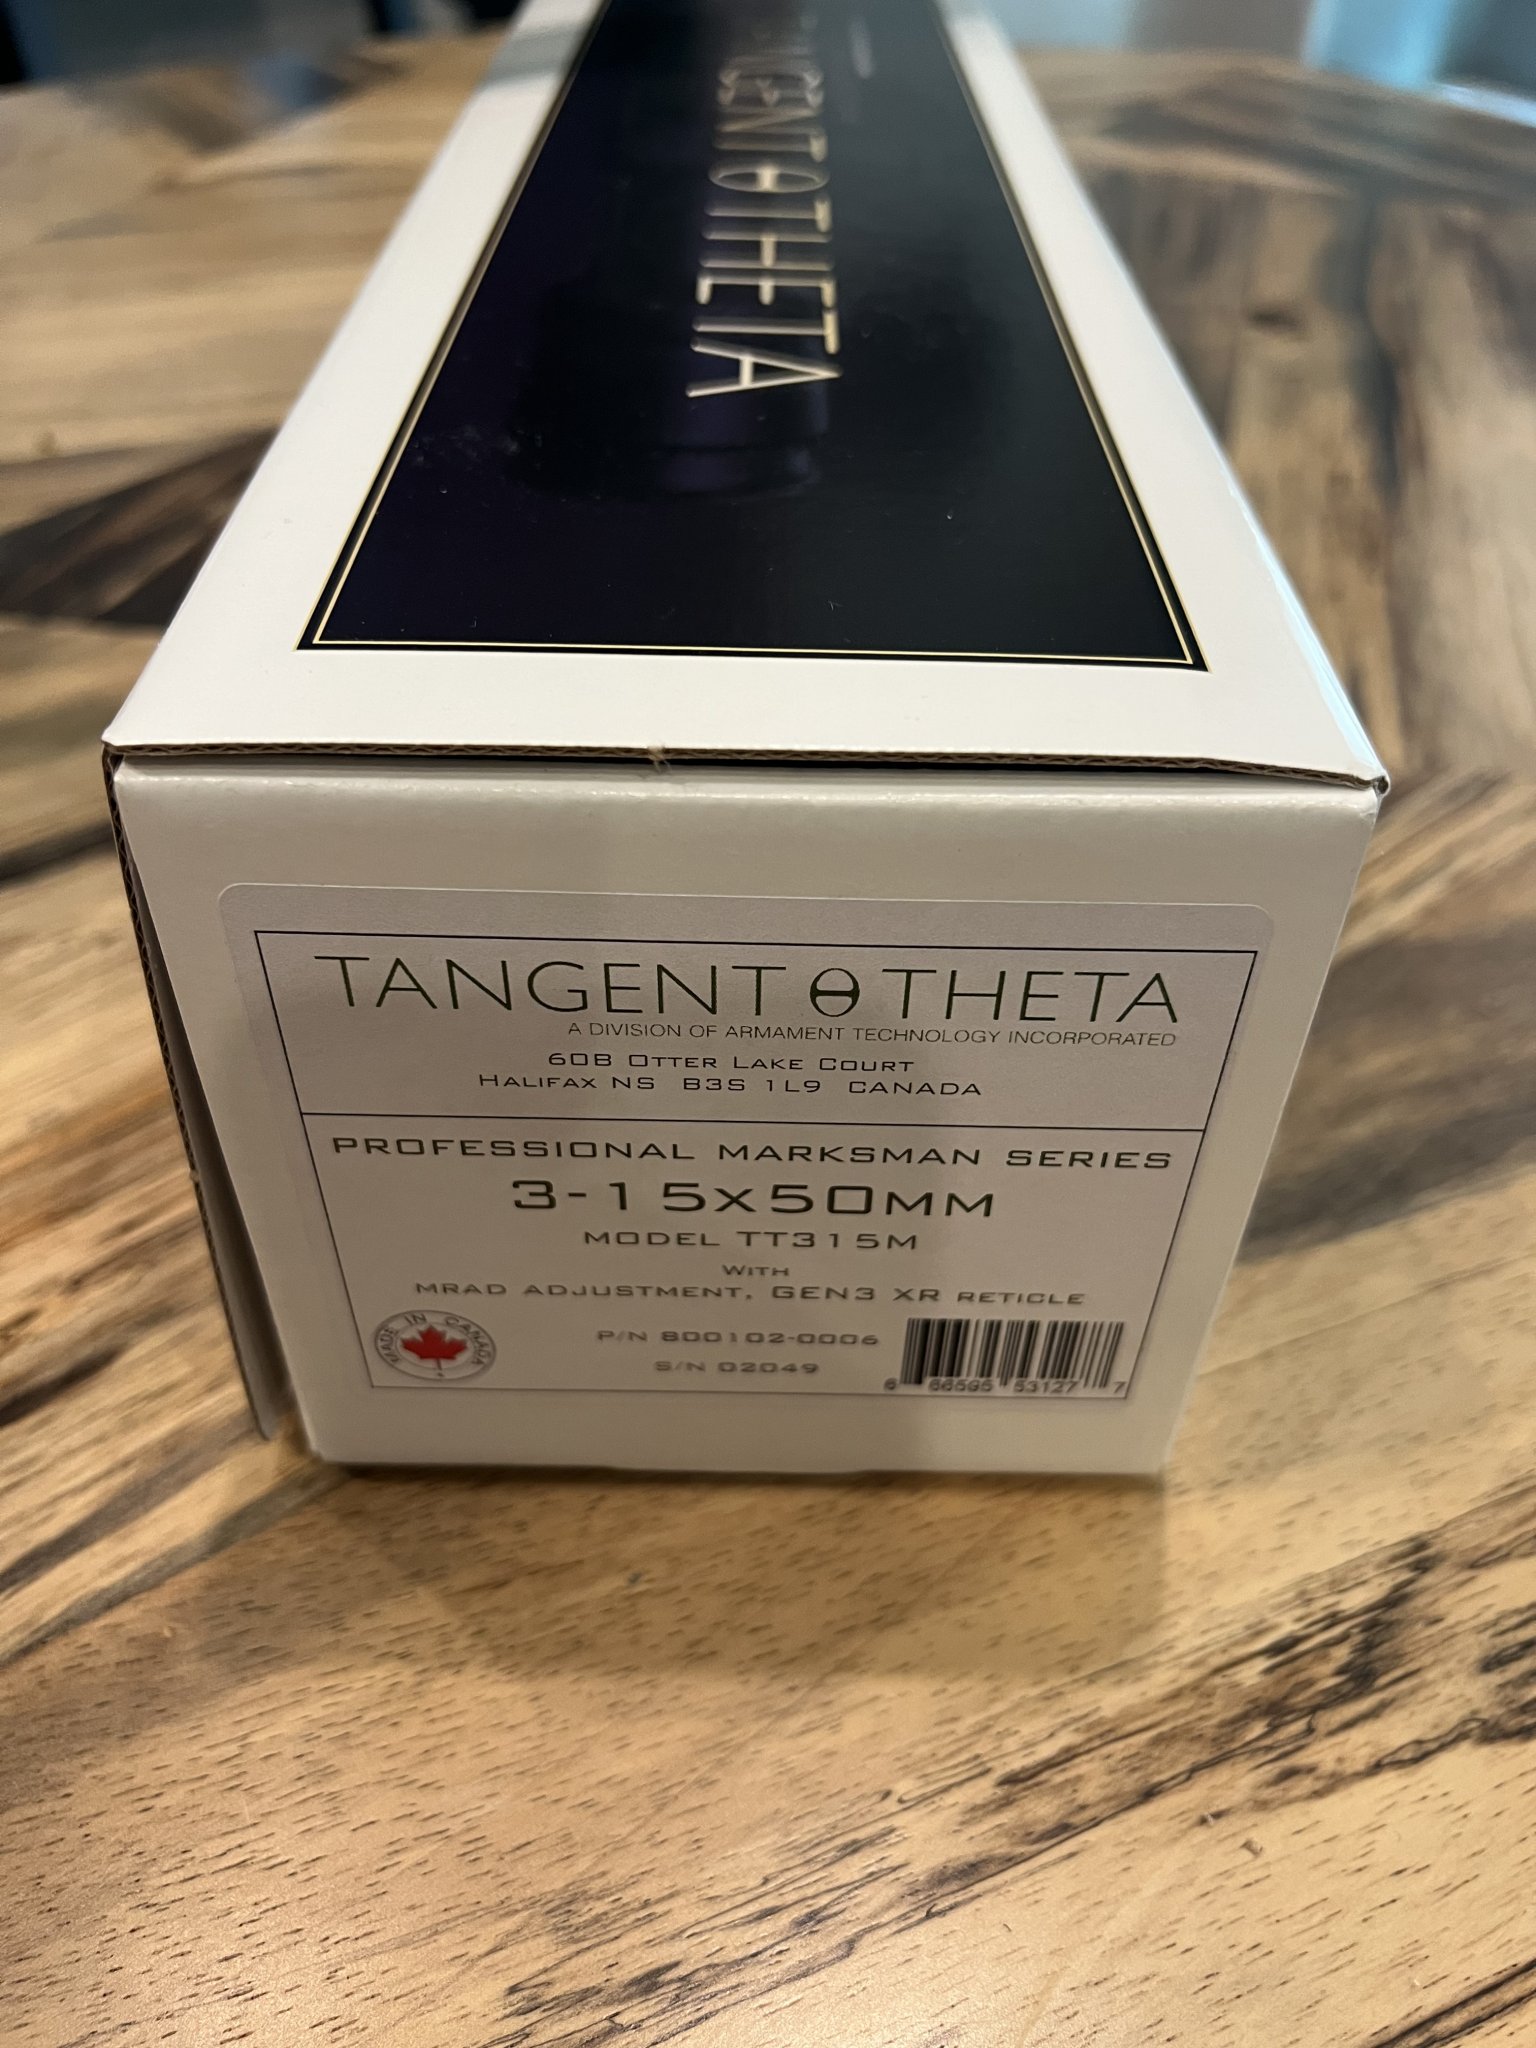 TANGENT Θ THETA
TANGENT Θ THETA
A DIVISION OF ARMAMENT TECHNOLOGY INCORPORATED
60B OTTER LAKE COURT
HALIFAX NS B3S 1L9 CANADA
PROFESSIONAL MARKSMAN SERIES
3-15x50MM
MODEL TT315M
WITH
MRAD ADJUSTMENT, GEN3 XR RETICLE
MADE IN CANADA
P/N 800102-0006
S/N 02049
6 66595 53127 7